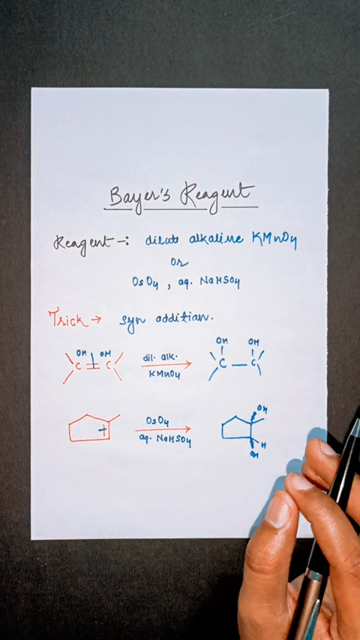 Bayer's Reagent
Reagent -: dilute alkaline KMnO4
or
OsO4, aq. NaHSO4
Trick → syn addition.
OH OH
C = C
dil. alk.
KMnO4
OH OH
C - C
OsO4
aq. NaHSO4
OH
H
OH